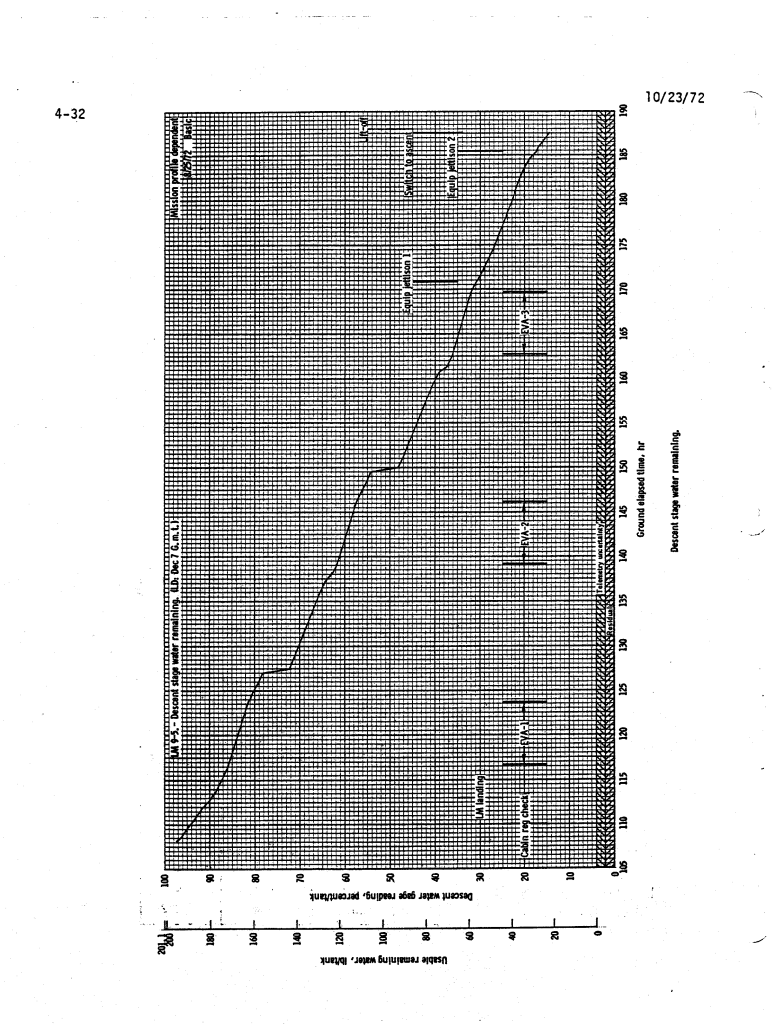 4-32
10/23/72
LM 9-5. - Descent stage water remaining. (LD: Dec 7 G.m.t.)
Mission profile dependent
Basic
Lift-off
Switch to ascent
Equip jettison 2
Equip jettison 1
LM landing
Cabin reg check
EVA-1
EVA-2
EVA-3
Telemetry uncertainty
Residuals
Descent water gage reading, percent/tank
100
90
80
70
60
50
40
30
20
10
0
Usable remaining water, lb/tank
200
180
160
140
120
100
80
60
40
20
0
105
110
115
120
125
130
135
140
145
150
155
160
165
170
175
180
185
190
Ground elapsed time, hr
Descent stage water remaining.